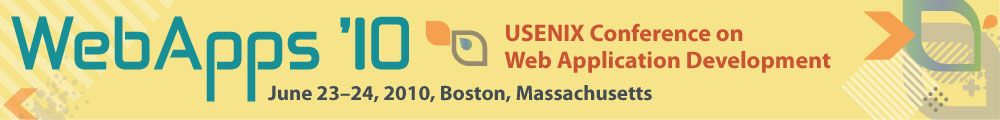 WebApps '10
USENIX Conference on
Web Application Development
June 23–24, 2010, Boston, Massachusetts